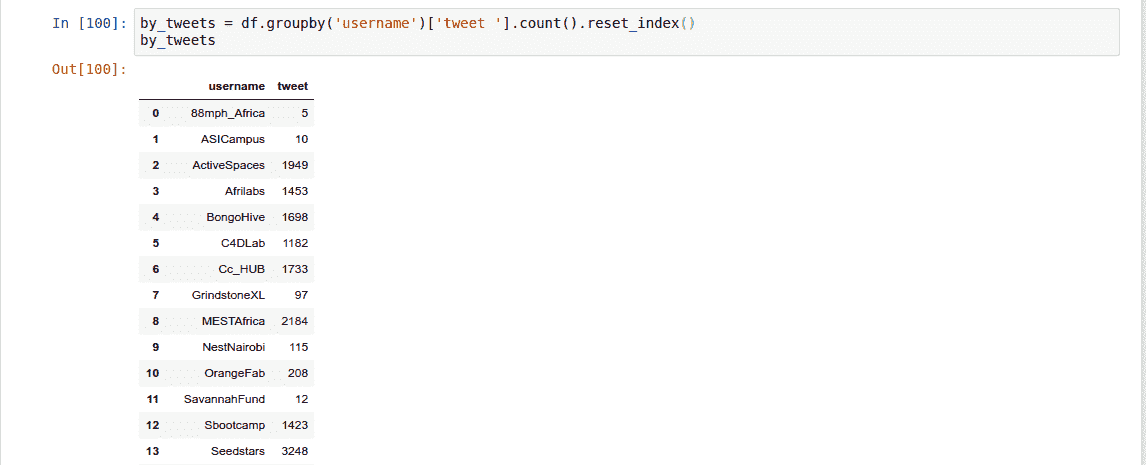 In [100]: by_tweets = df.groupby('username')['tweet '].count().reset_index()
by_tweets
Out[100]:
username tweet
0 88mph_Africa 5
1 ASICampus 10
2 ActiveSpaces 1949
3 Afrilabs 1453
4 BongoHive 1698
5 C4DLab 1182
6 Cc_HUB 1733
7 GrindstoneXL 97
8 MESTAfrica 2184
9 NestNairobi 115
10 OrangeFab 208
11 SavannahFund 12
12 Sbootcamp 1423
13 Seedstars 3248